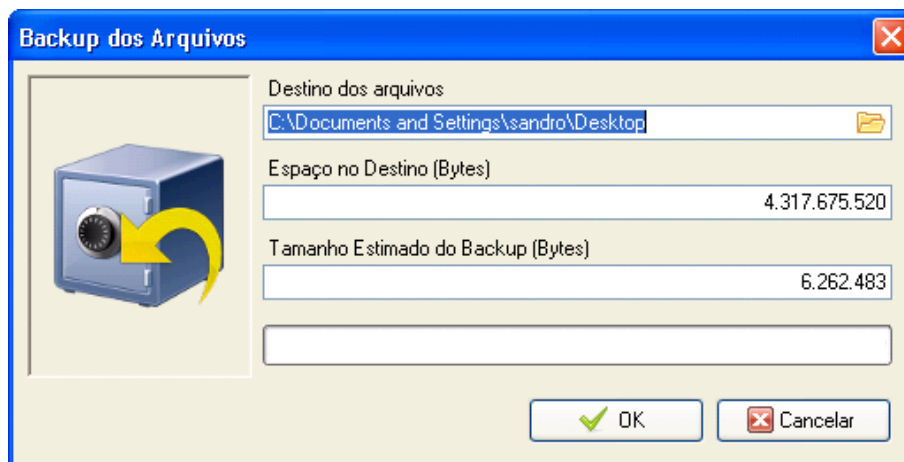 Backup dos Arquivos
Destino dos arquivos
C:\Documents and Settings\sandro\Desktop
Espaço no Destino (Bytes)
4.317.675.520
Tamanho Estimado do Backup (Bytes)
6.262.483
OK
Cancelar